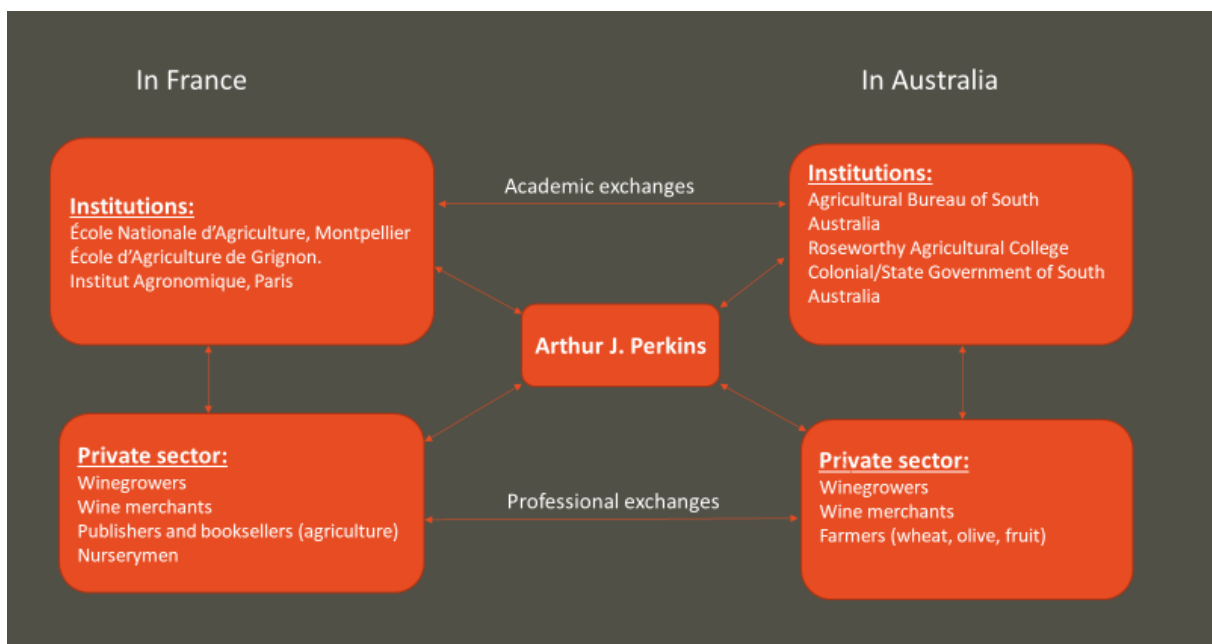 In France
In Australia
Institutions:
École Nationale d’Agriculture, Montpellier
École d’Agriculture de Grignon.
Institut Agronomique, Paris
Academic exchanges
Institutions:
Agricultural Bureau of South
Australia
Roseworthy Agricultural College
Colonial/State Government of South
Australia
Arthur J. Perkins
Private sector:
Winegrowers
Wine merchants
Publishers and booksellers (agriculture)
Nurserymen
Professional exchanges
Private sector:
Winegrowers
Wine merchants
Farmers (wheat, olive, fruit)